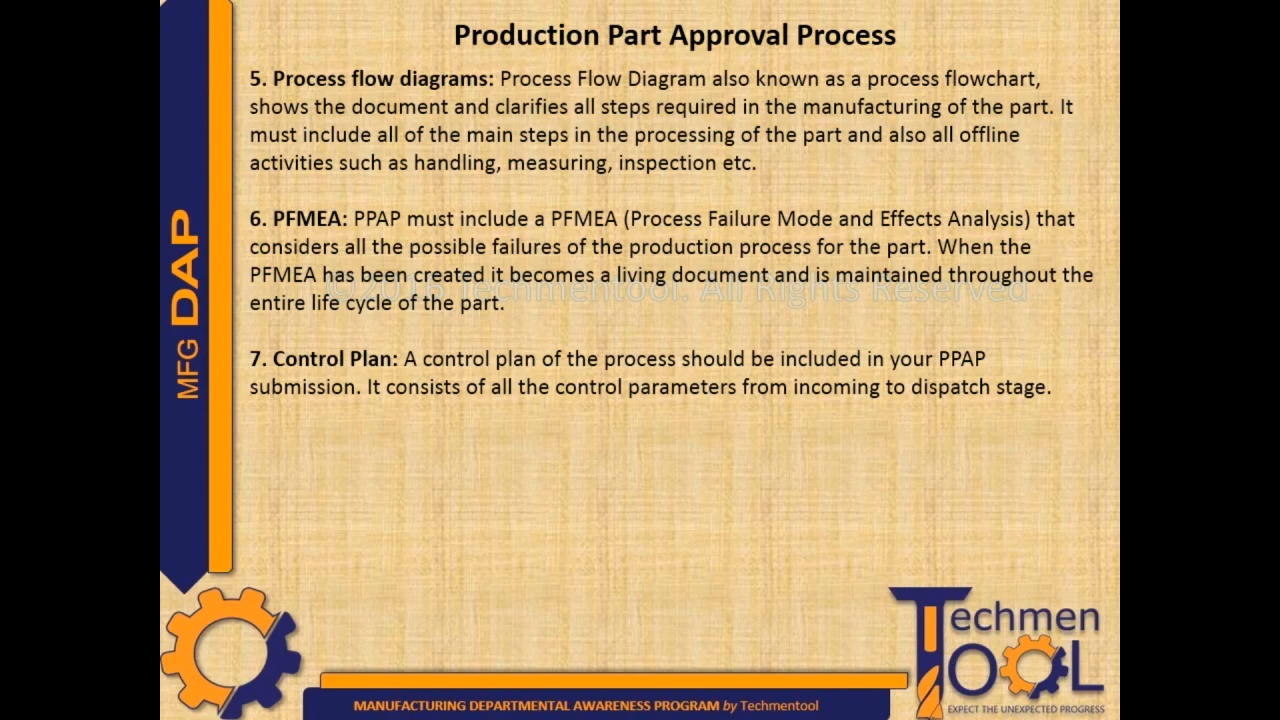 Production Part Approval Process
5. Process flow diagrams: Process Flow Diagram also known as a process flowchart,
shows the document and clarifies all steps required in the manufacturing of the part. It
must include all of the main steps in the processing of the part and also all offline
activities such as handling, measuring, inspection etc.
6. PFMEA: PPAP must include a PFMEA (Process Failure Mode and Effects Analysis) that
considers all the possible failures of the production process for the part. When the
PFMEA has been created it becomes a living document and is maintained throughout the
entire life cycle of the part.
Techmentool. All Rights Reserved
7. Control Plan: A control plan of the process should be included in your PPAP
submission. It consists of all the control parameters from incoming to dispatch stage.
MFG DAP
Techmen
TOOL
EXPECT THE UNEXPECTED PROGRESS
MANUFACTURING DEPARTMENTAL AWARENESS PROGRAM by Techmentool